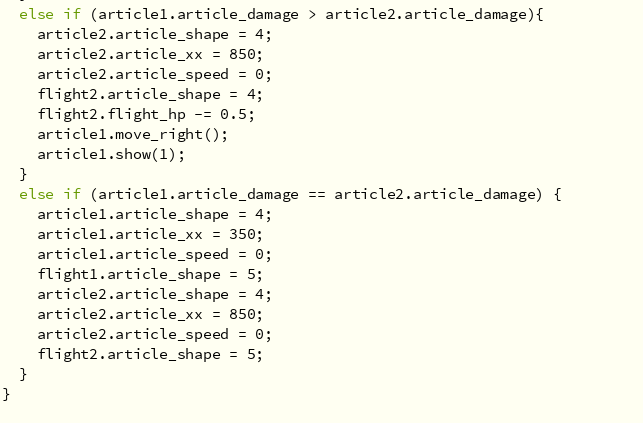 else if (article1.article_damage > article2.article_damage){
article2.article_shape = 4;
article2.article_xx = 850;
article2.article_speed = 0;
flight2.article_shape = 4;
flight2.flight_hp -= 0.5;
article1.move_right();
article1.show(1);
}
else if (article1.article_damage == article2.article_damage) {
article1.article_shape = 4;
article1.article_xx = 350;
article1.article_speed = 0;
flight1.article_shape = 5;
article2.article_shape = 4;
article2.article_xx = 850;
article2.article_speed = 0;
flight2.article_shape = 5;
}
}